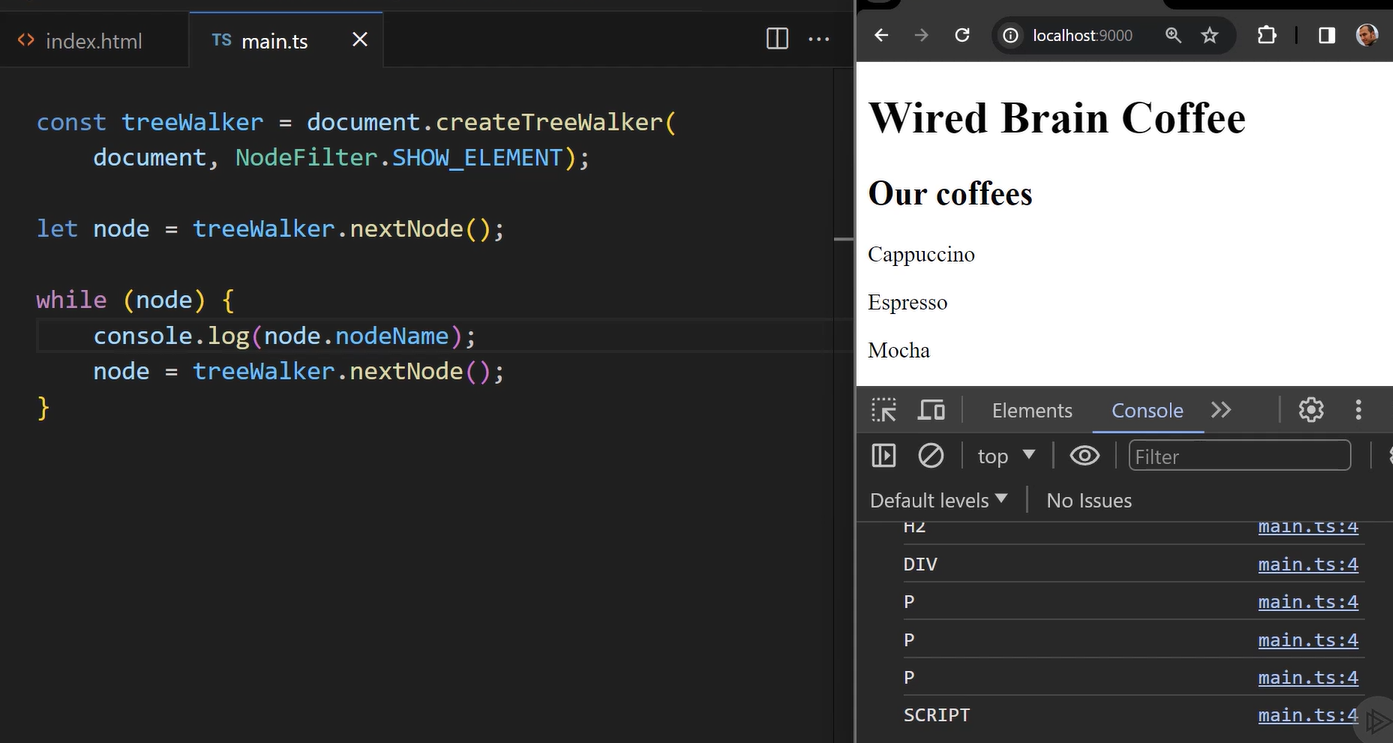 index.html
TS main.ts
const treeWalker = document.createTreeWalker(
document, NodeFilter.SHOW_ELEMENT);
let node = treeWalker.nextNode();
while (node) {
console.log(node.nodeName);
node = treeWalker.nextNode();
}
localhost:9000
Wired Brain Coffee
Our coffees
Cappuccino
Espresso
Mocha
Elements Console
top Filter
Default levels No Issues
H2 main.ts:4
DIV main.ts:4
P main.ts:4
P main.ts:4
P main.ts:4
SCRIPT main.ts:4